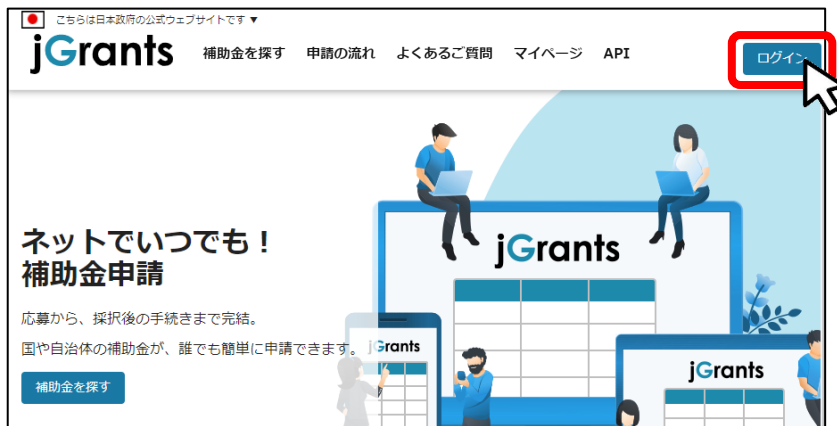 こちらは日本政府の公式ウェブサイトです ▼
jGrants 補助金を探す 申請の流れ よくあるご質問 マイページ API ログイン
jGrants
ネットでいつでも！
補助金申請
応募から、採択後の手続きまで完結。
国や自治体の補助金が、誰でも簡単に申請できます。
jGrants
jGrants
補助金を探す